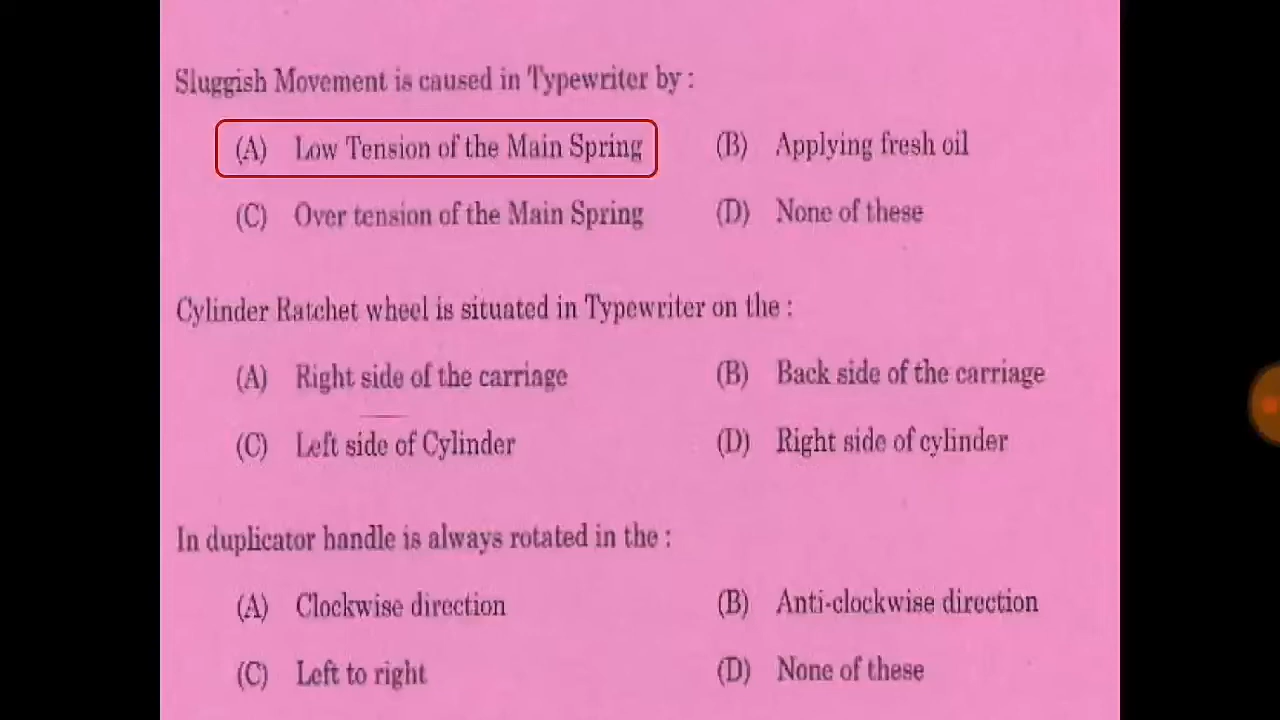 Sluggish Movement is caused in Typewriter by :
(A) Low Tension of the Main Spring (B) Applying fresh oil
(C) Over tension of the Main Spring (D) None of these
Cylinder Ratchet wheel is situated in Typewriter on the :
(A) Right side of the carriage (B) Back side of the carriage
(C) Left side of Cylinder (D) Right side of cylinder
In duplicator handle is always rotated in the :
(A) Clockwise direction (B) Anti-clockwise direction
(C) Left to right (D) None of these